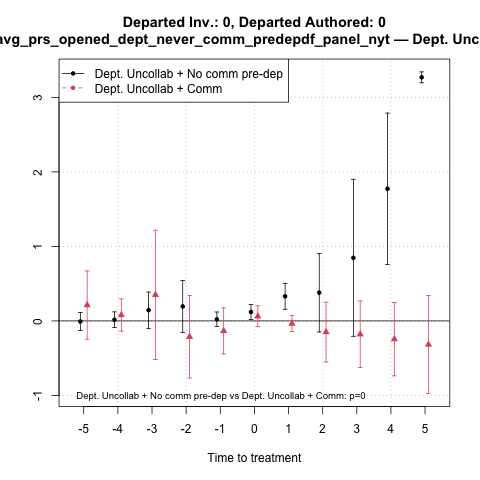 Departed Inv.: 0, Departed Authored: 0
avg_prs_opened_dept_never_comm_predepdf_panel_nyt — Dept. Unc
Dept. Uncollab + No comm pre-dep
Dept. Uncollab + Comm
3
2
1
0
-1
Dept. Uncollab + No comm pre-dep vs Dept. Uncollab + Comm: p=0
-5 -4 -3 -2 -1 0 1 2 3 4 5
Time to treatment